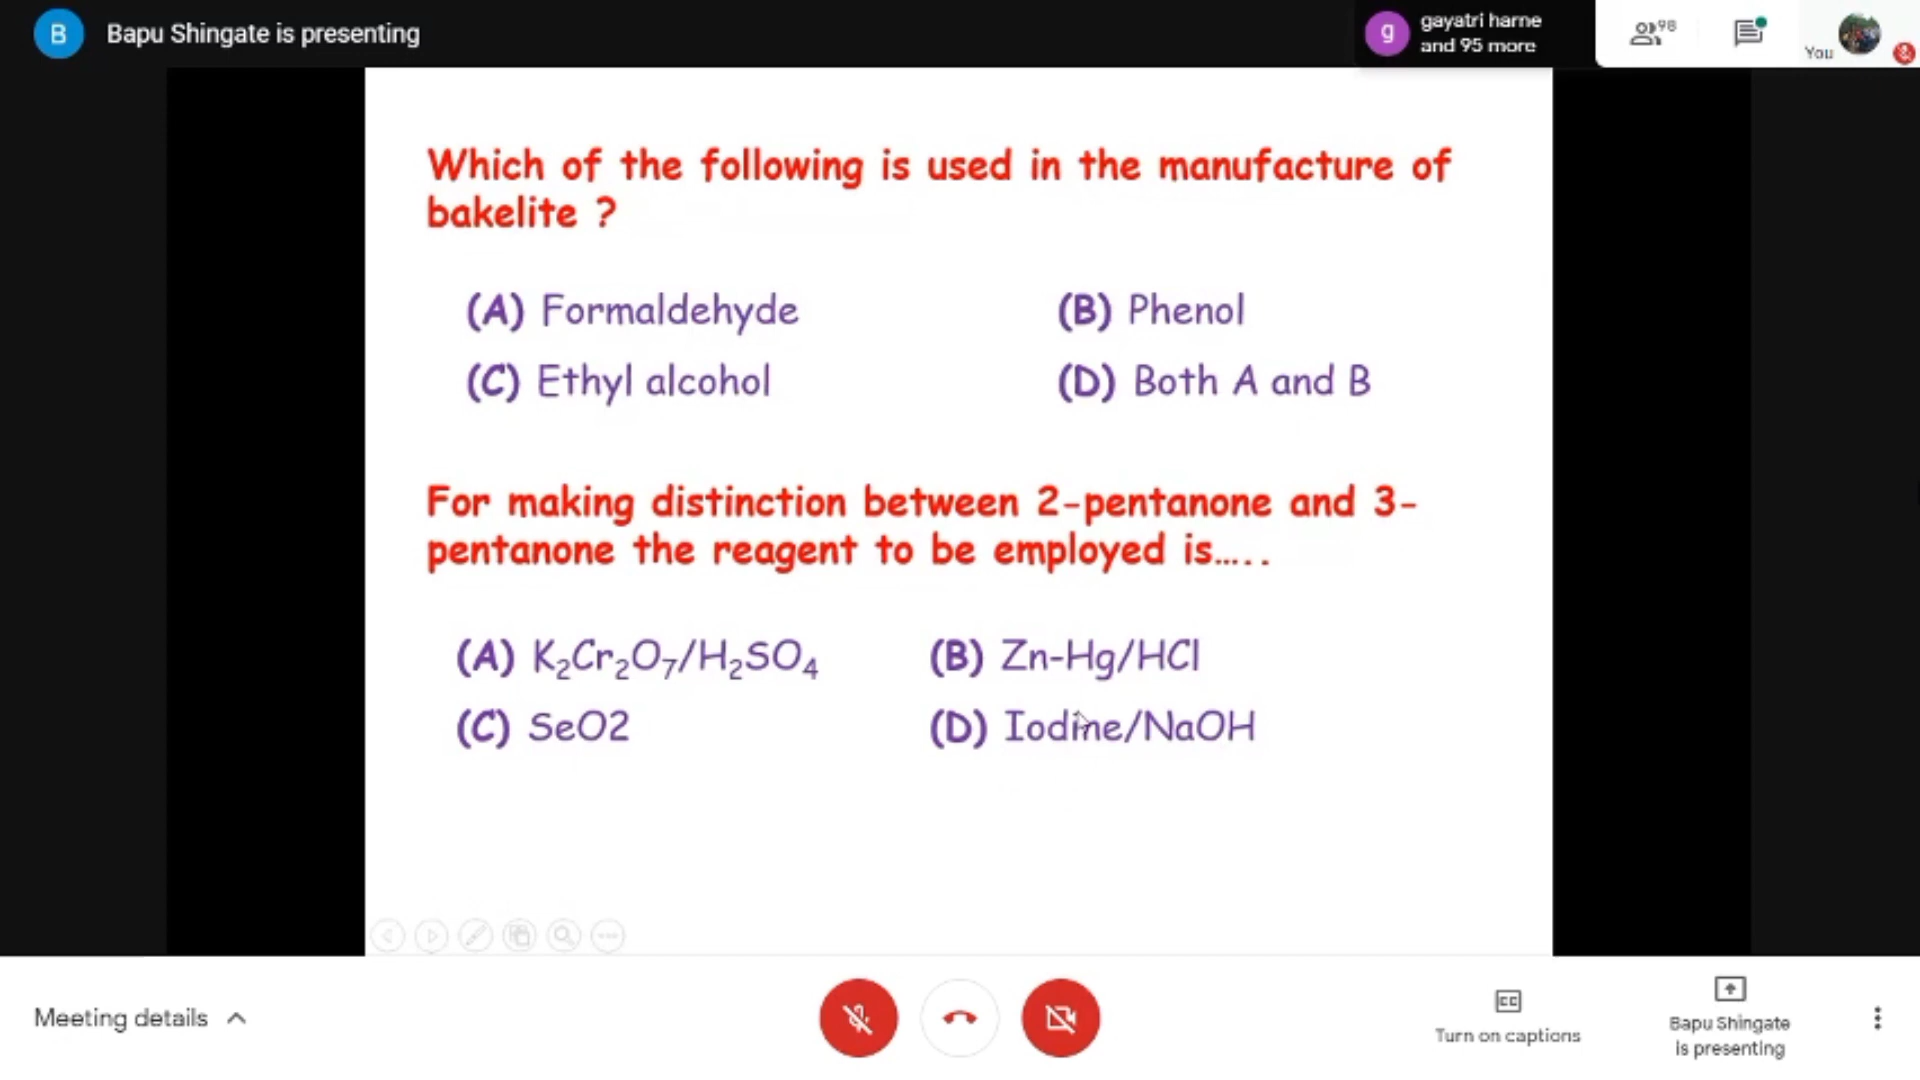 B Bapu Shingate is presenting
g gayatri harne
and 95 more
98
You
Which of the following is used in the manufacture of
bakelite ?
(A) Formaldehyde (B) Phenol
(C) Ethyl alcohol (D) Both A and B
For making distinction between 2-pentanone and 3-
pentanone the reagent to be employed is.....
(A) K₂Cr₂O₇/H₂SO₄ (B) Zn-Hg/HCl
(C) SeO2 (D) Iodine/NaOH
Meeting details
CC
Turn on captions
Bapu Shingate
is presenting